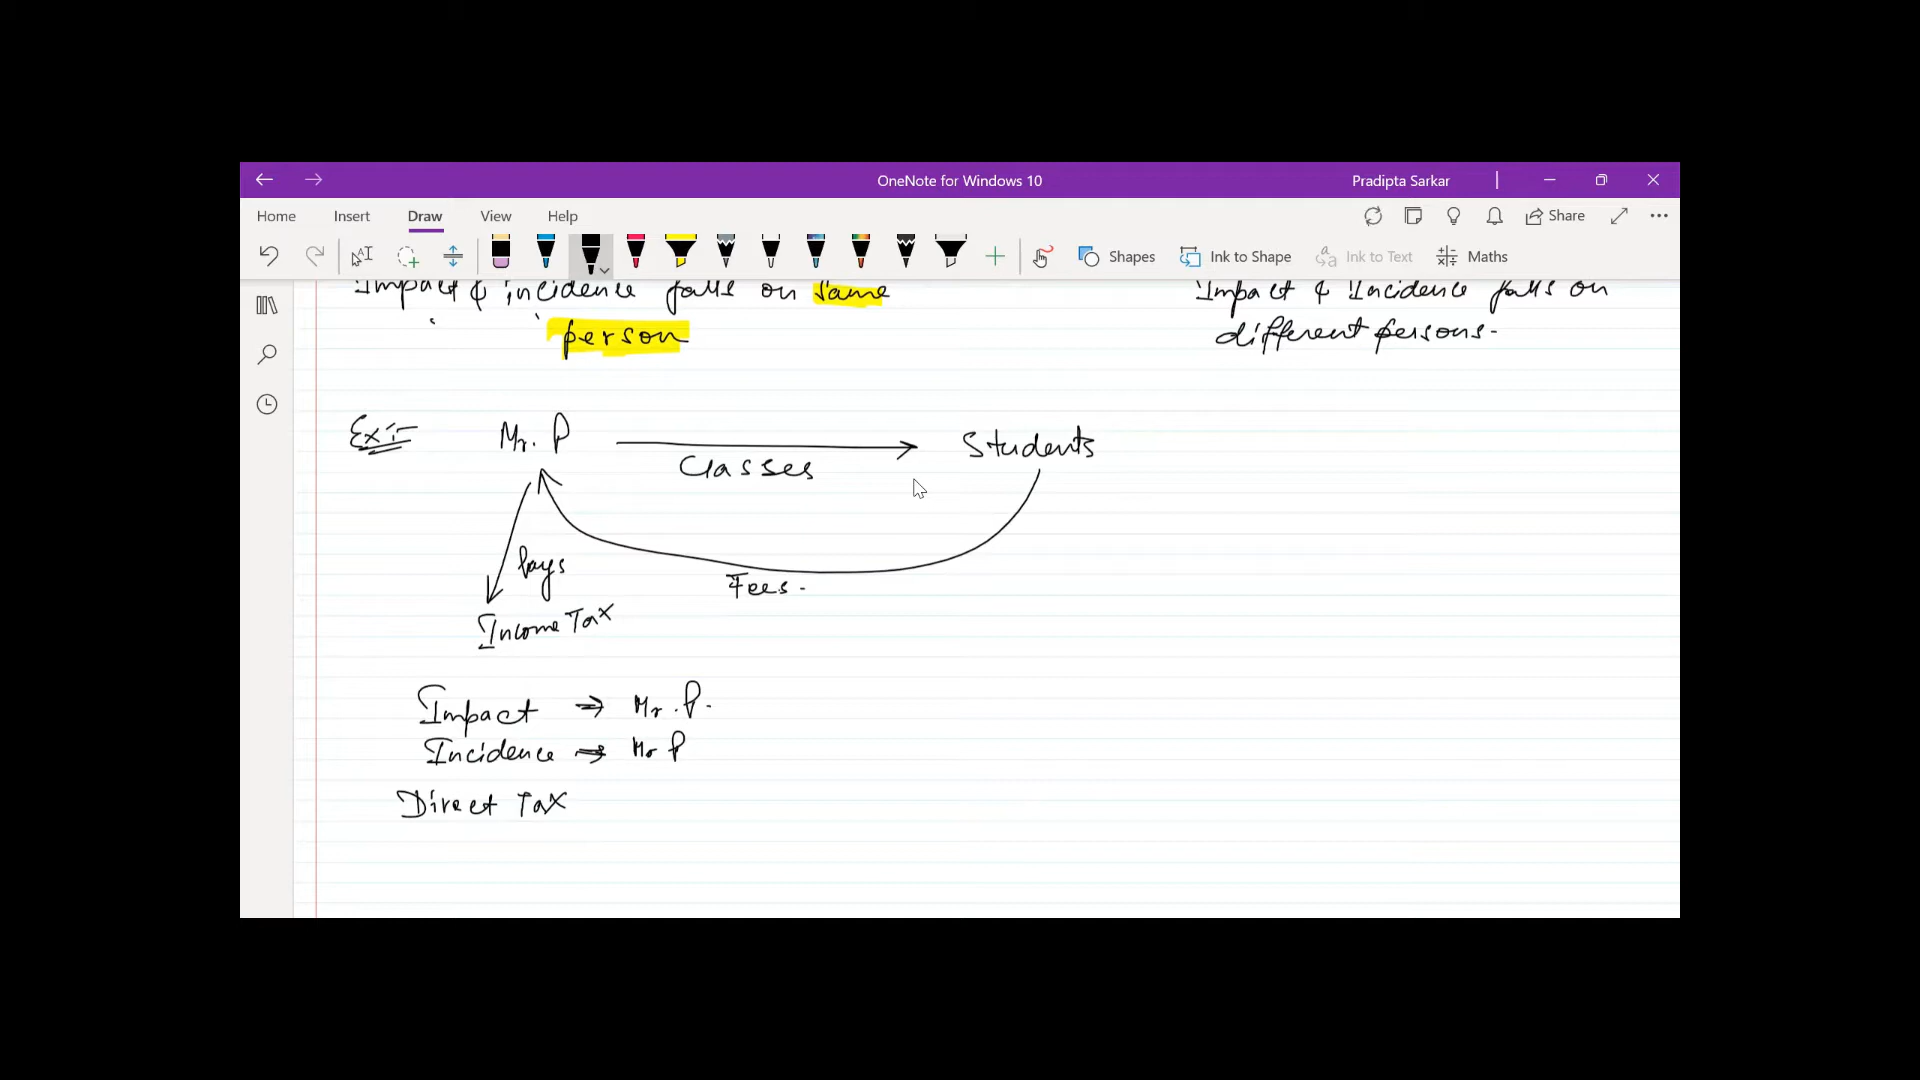 OneNote for Windows 10
Pradipta Sarkar
Home Insert Draw View Help
Share
Shapes Ink to Shape Ink to Text Maths
Impact & incidence falls on same
person
Impact & Incidence falls on
different persons.
Ex:-
Mr. P
Classes
Students
pays
Fees.
Income Tax
Impact ⇒ Mr. P.
Incidence ⇒ Mr P
Direct Tax